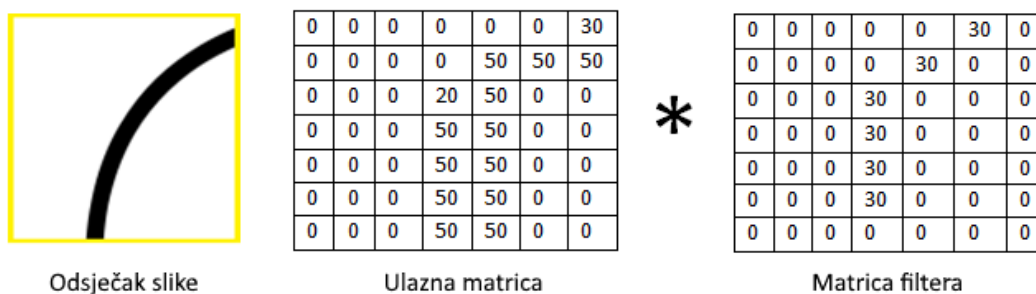 0 0 0 0 0 0 30
0 0 0 0 50 50 50
0 0 0 20 50 0 0
0 0 0 50 50 0 0
0 0 0 50 50 0 0
0 0 0 50 50 0 0
0 0 0 50 50 0 0
*
0 0 0 0 0 30 0
0 0 0 0 30 0 0
0 0 0 30 0 0 0
0 0 0 30 0 0 0
0 0 0 30 0 0 0
0 0 0 30 0 0 0
0 0 0 0 0 0 0
Odsječak slike
Ulazna matrica
Matrica filtera